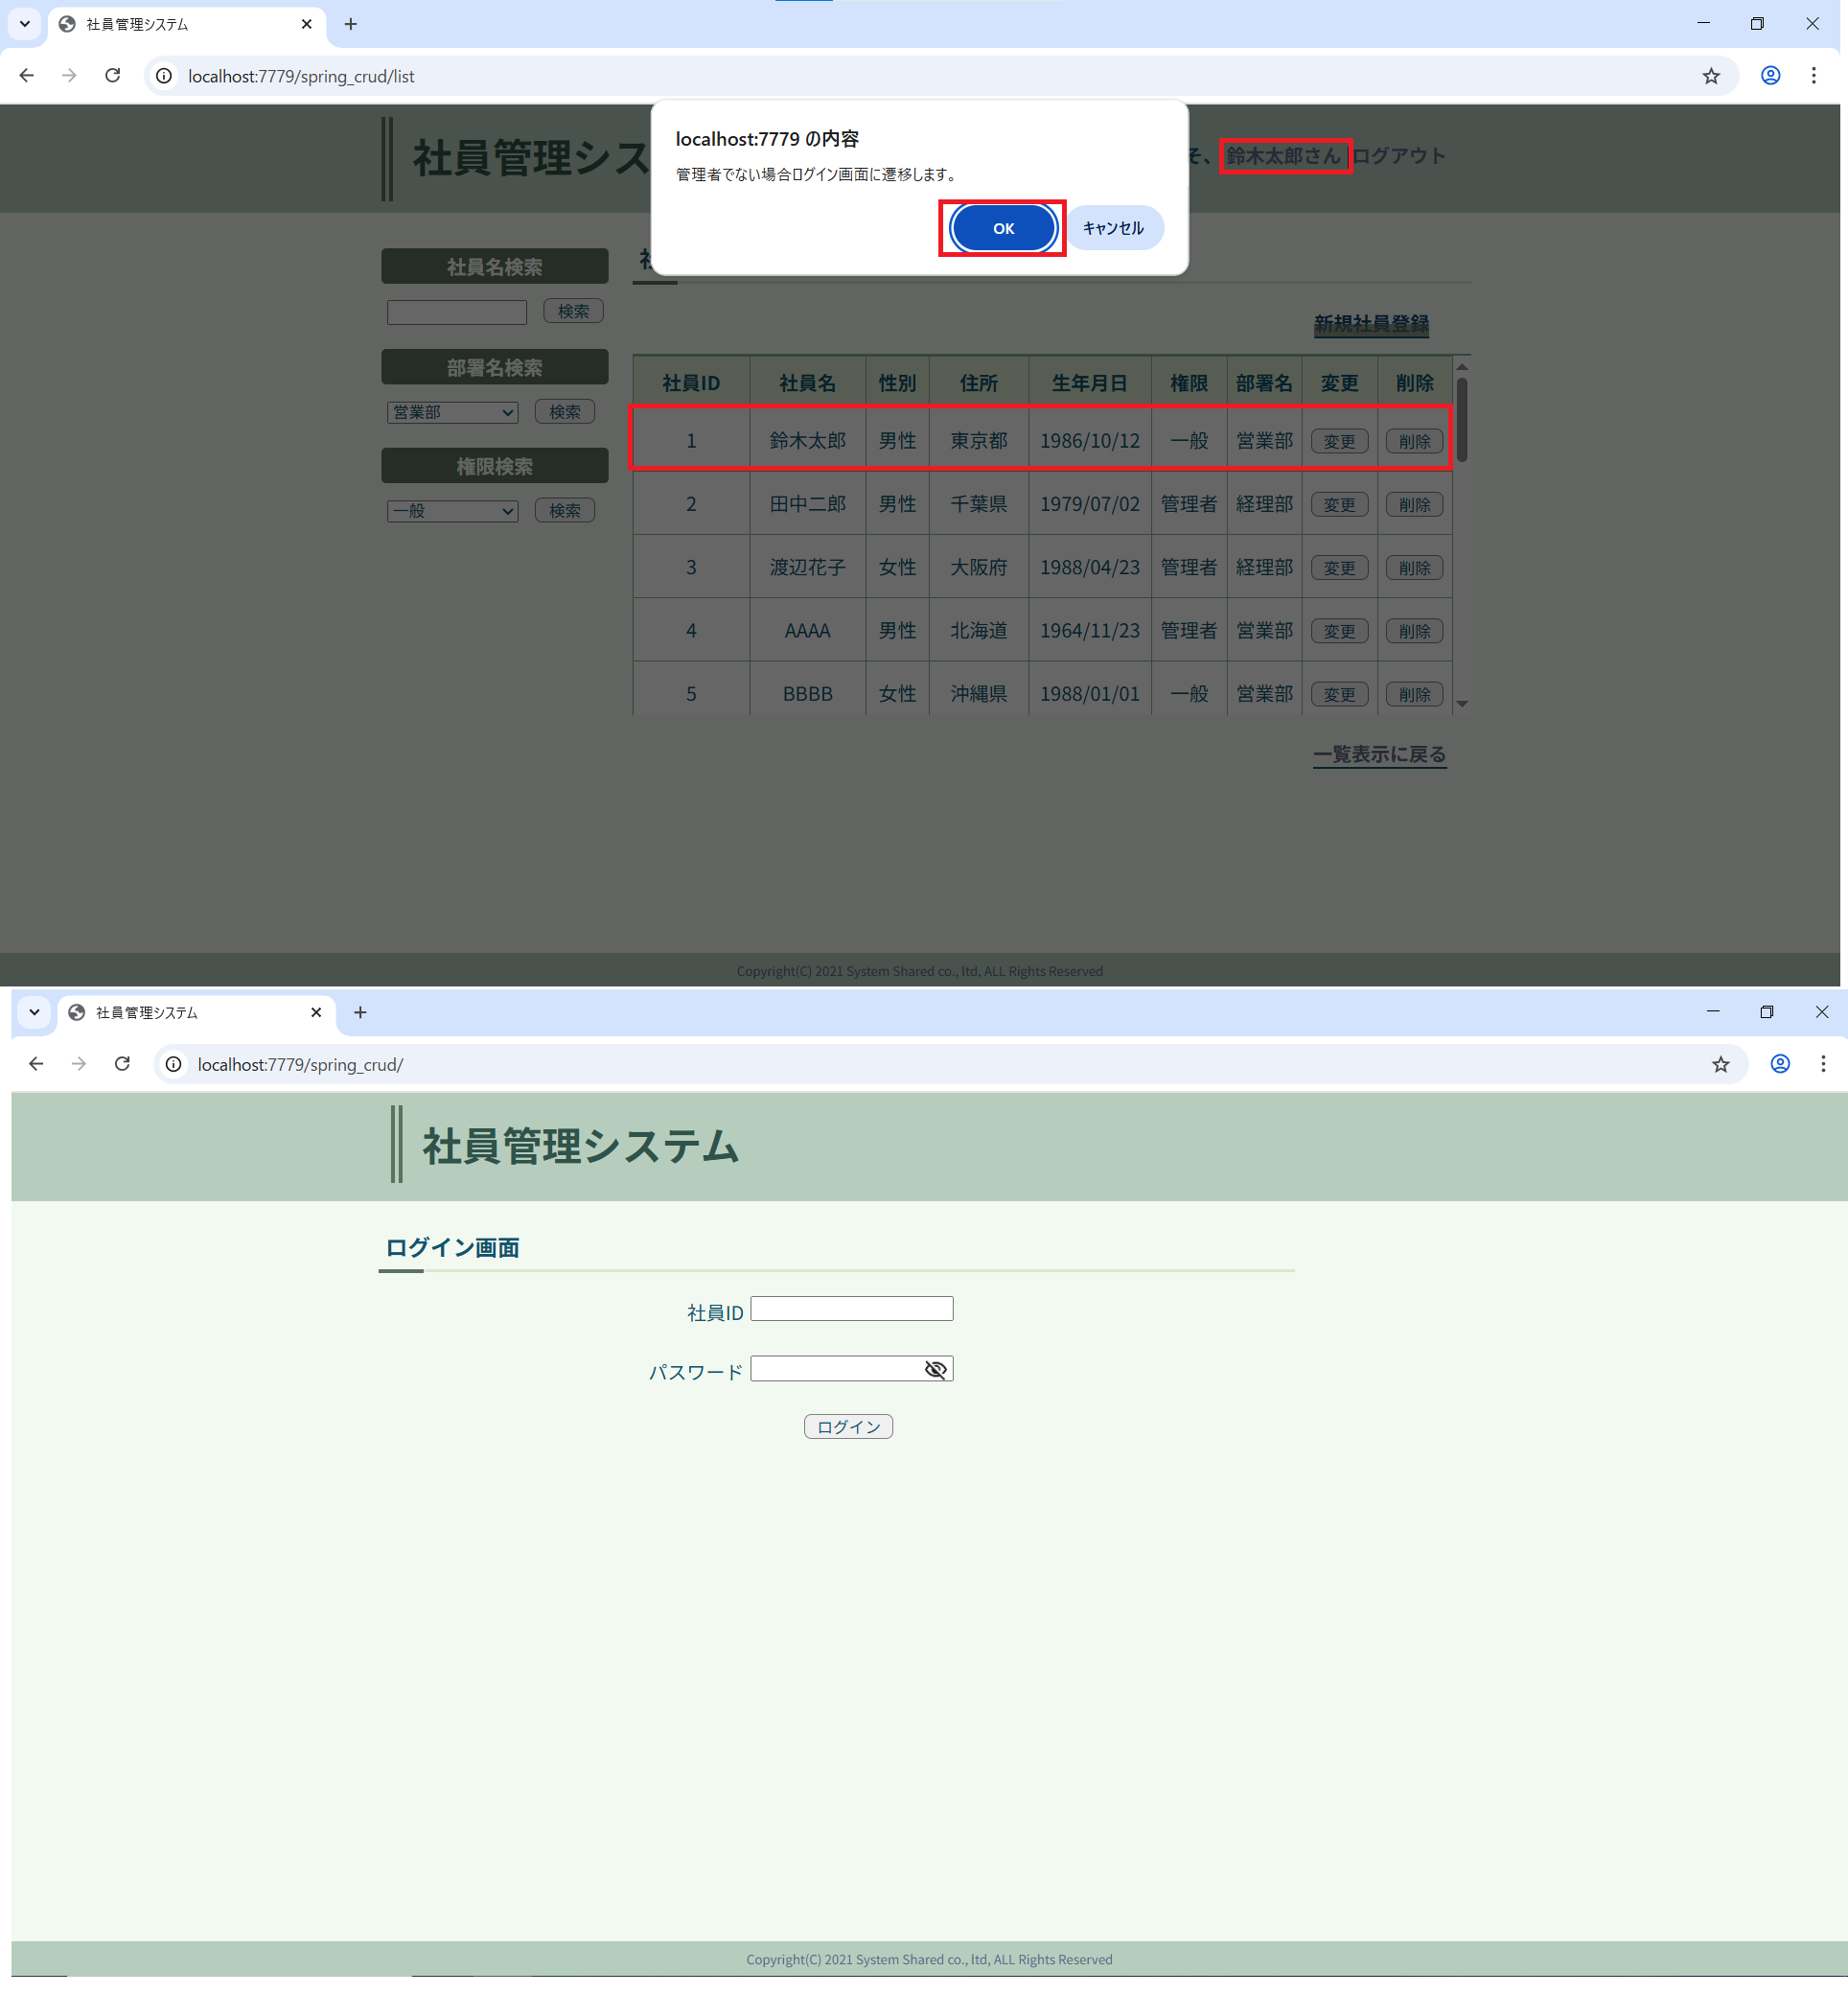 社員管理システム
localhost:7779/spring_crud/list
localhost:7779 の内容
管理者でない場合ログイン画面に遷移します。
OK キャンセル
社員管理シス
そ、 鈴木太郎さん ログアウト
社員名検索
検索
部署名検索
営業部 検索
権限検索
一般 検索
新規社員登録
社員ID 社員名 性別 住所 生年月日 権限 部署名 変更 削除
1 鈴木太郎 男性 東京都 1986/10/12 一般 営業部 変更 削除
2 田中二郎 男性 千葉県 1979/07/02 管理者 経理部 変更 削除
3 渡辺花子 女性 大阪府 1988/04/23 管理者 経理部 変更 削除
4 AAAA 男性 北海道 1964/11/23 管理者 営業部 変更 削除
5 BBBB 女性 沖縄県 1988/01/01 一般 営業部 変更 削除
一覧表示に戻る
Copyright(C) 2021 System Shared co., ltd, ALL Rights Reserved
社員管理システム
localhost:7779/spring_crud/
社員管理システム
ログイン画面
社員ID
パスワード
ログイン
Copyright(C) 2021 System Shared co., ltd, ALL Rights Reserved